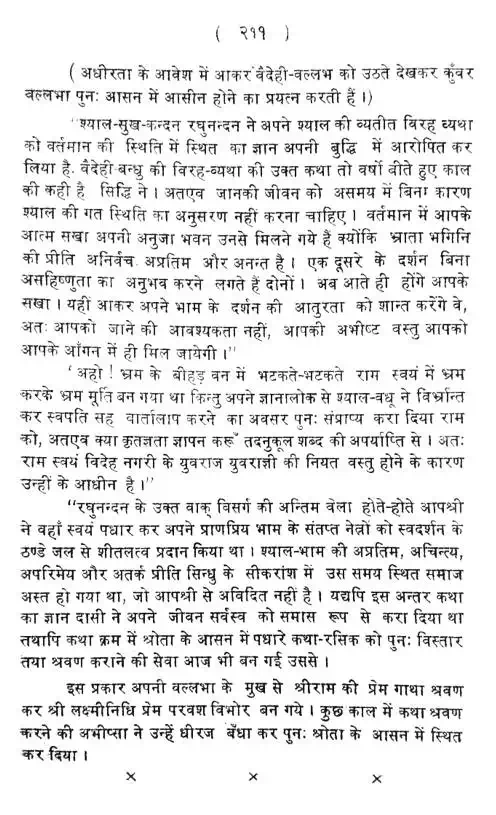 ( २११ )
( अधीरता के आवेश में आकर वैदेही-वल्लभ को उठते देखकर कुँवर
बल्लभा पुनः आसन में आसीन होने का प्रयत्न करती हैं ।)
"श्याल-सुख-कन्दन रघुनन्दन ने अपने श्याल की व्यतीत विरह व्यथा
को वर्तमान की स्थिति में स्थित का ज्ञान अपनी बुद्धि में आरोपित कर
लिया है. वैदेही-बन्धु की विरह-व्यथा की उक्त कथा तो वर्षो बीते हुए काल
की कही है सिद्धि ने । अतएव जानकी जीवन को असमय में बिना कारण
श्याल की गत स्थिति का अनुसरण नहीं करना चाहिए । वर्तमान में आपके
आत्म सखा अपनी अनुजा भवन उनसे मिलने गये हैं क्योंकि भ्राता भगिनि
की प्रीति अनिर्वच अप्रतिम और अनन्त है । एक दूसरे के दर्शन बिना
असहिष्णुता का अनुभव करने लगते हैं दोनों । अब आते ही होंगे आपके
सखा । यहीं आकर अपने भाम के दर्शन की आतुरता को शान्त करेंगे वे,
अतः आपको जाने की आवश्यकता नहीं, आपकी अभीष्ट वस्तु आपको
आपके आँगन में ही मिल जायेगी ।"
'अहो ! भ्रम के बीहड़ वन में भटकते-भटकते राम स्वयं में भ्रम
करके भ्रम मूर्ति बन गया था किन्तु अपने ज्ञानालोक से श्याल-वधू ने विर्भ्रान्त
कर स्वपति सह वार्तालाप करने का अवसर पुनः संप्राप्य करा दिया राम
को, अतएव क्या कृतज्ञता ज्ञापन करूँ तदनुकूल शब्द की अपर्याप्ति से । अतः
राम स्वयं विदेह नगरी के युवराज युवराज्ञी की नियत वस्तु होने के कारण
उन्हीं के आधीन है ।"
"रघुनन्दन के उक्त वाक् विसर्ग की अन्तिम वेला होते-होते आपश्री
ने वहाँ स्वयं पधार कर अपने प्राणप्रिय भाम के संतप्त नेत्रों को स्वदर्शन के
ठण्डे जल से शीतलत्व प्रदान किया था । श्याल-भाम की अप्रतिम, अचिन्त्य,
अपरिमेय और अतर्क प्रीति सिन्धु के सीकरांश में उस समय स्थित समाज
अस्त हो गया था, जो आपश्री से अविदित नहीं है । यद्यपि इस अन्तर कथा
का ज्ञान दासी ने अपने जीवन सर्वस्व को समास रूप से करा दिया था
तथापि कथा क्रम में श्रोता के आसन में पधारे कथा-रसिक को पुनः विस्तार
तया श्रवण कराने की सेवा आज भी बन गई उससे ।
इस प्रकार अपनी वल्लभा के मुख से श्रीराम की प्रेम गाथा श्रवण
कर श्री लक्ष्मीनिधि प्रेम परवश विभोर बन गये । कुछ काल में कथा श्रवण
करने की अभीप्सा ने उन्हें धीरज बँधा कर पुनः श्रोता के आसन में स्थित
कर दिया ।
× × ×